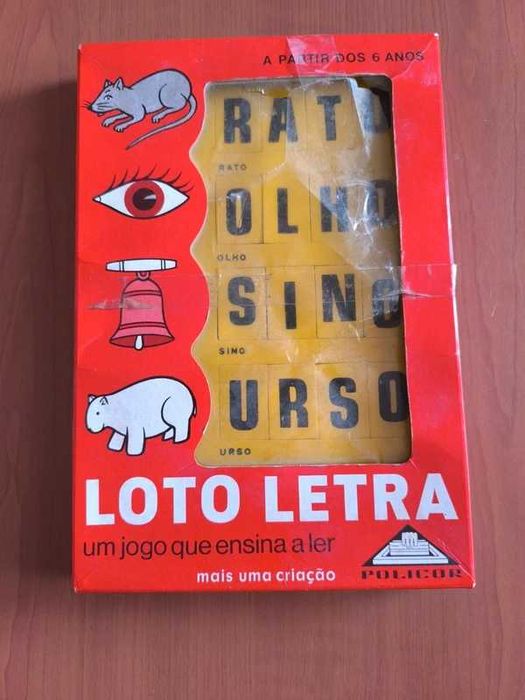 A PARTIR DOS 6 ANOS
RATO
RATO
OLHO
OLHO
SINO
SINO
URSO
URSO
LOTO LETRA
um jogo que ensina a ler
mais uma criação
POLICOR